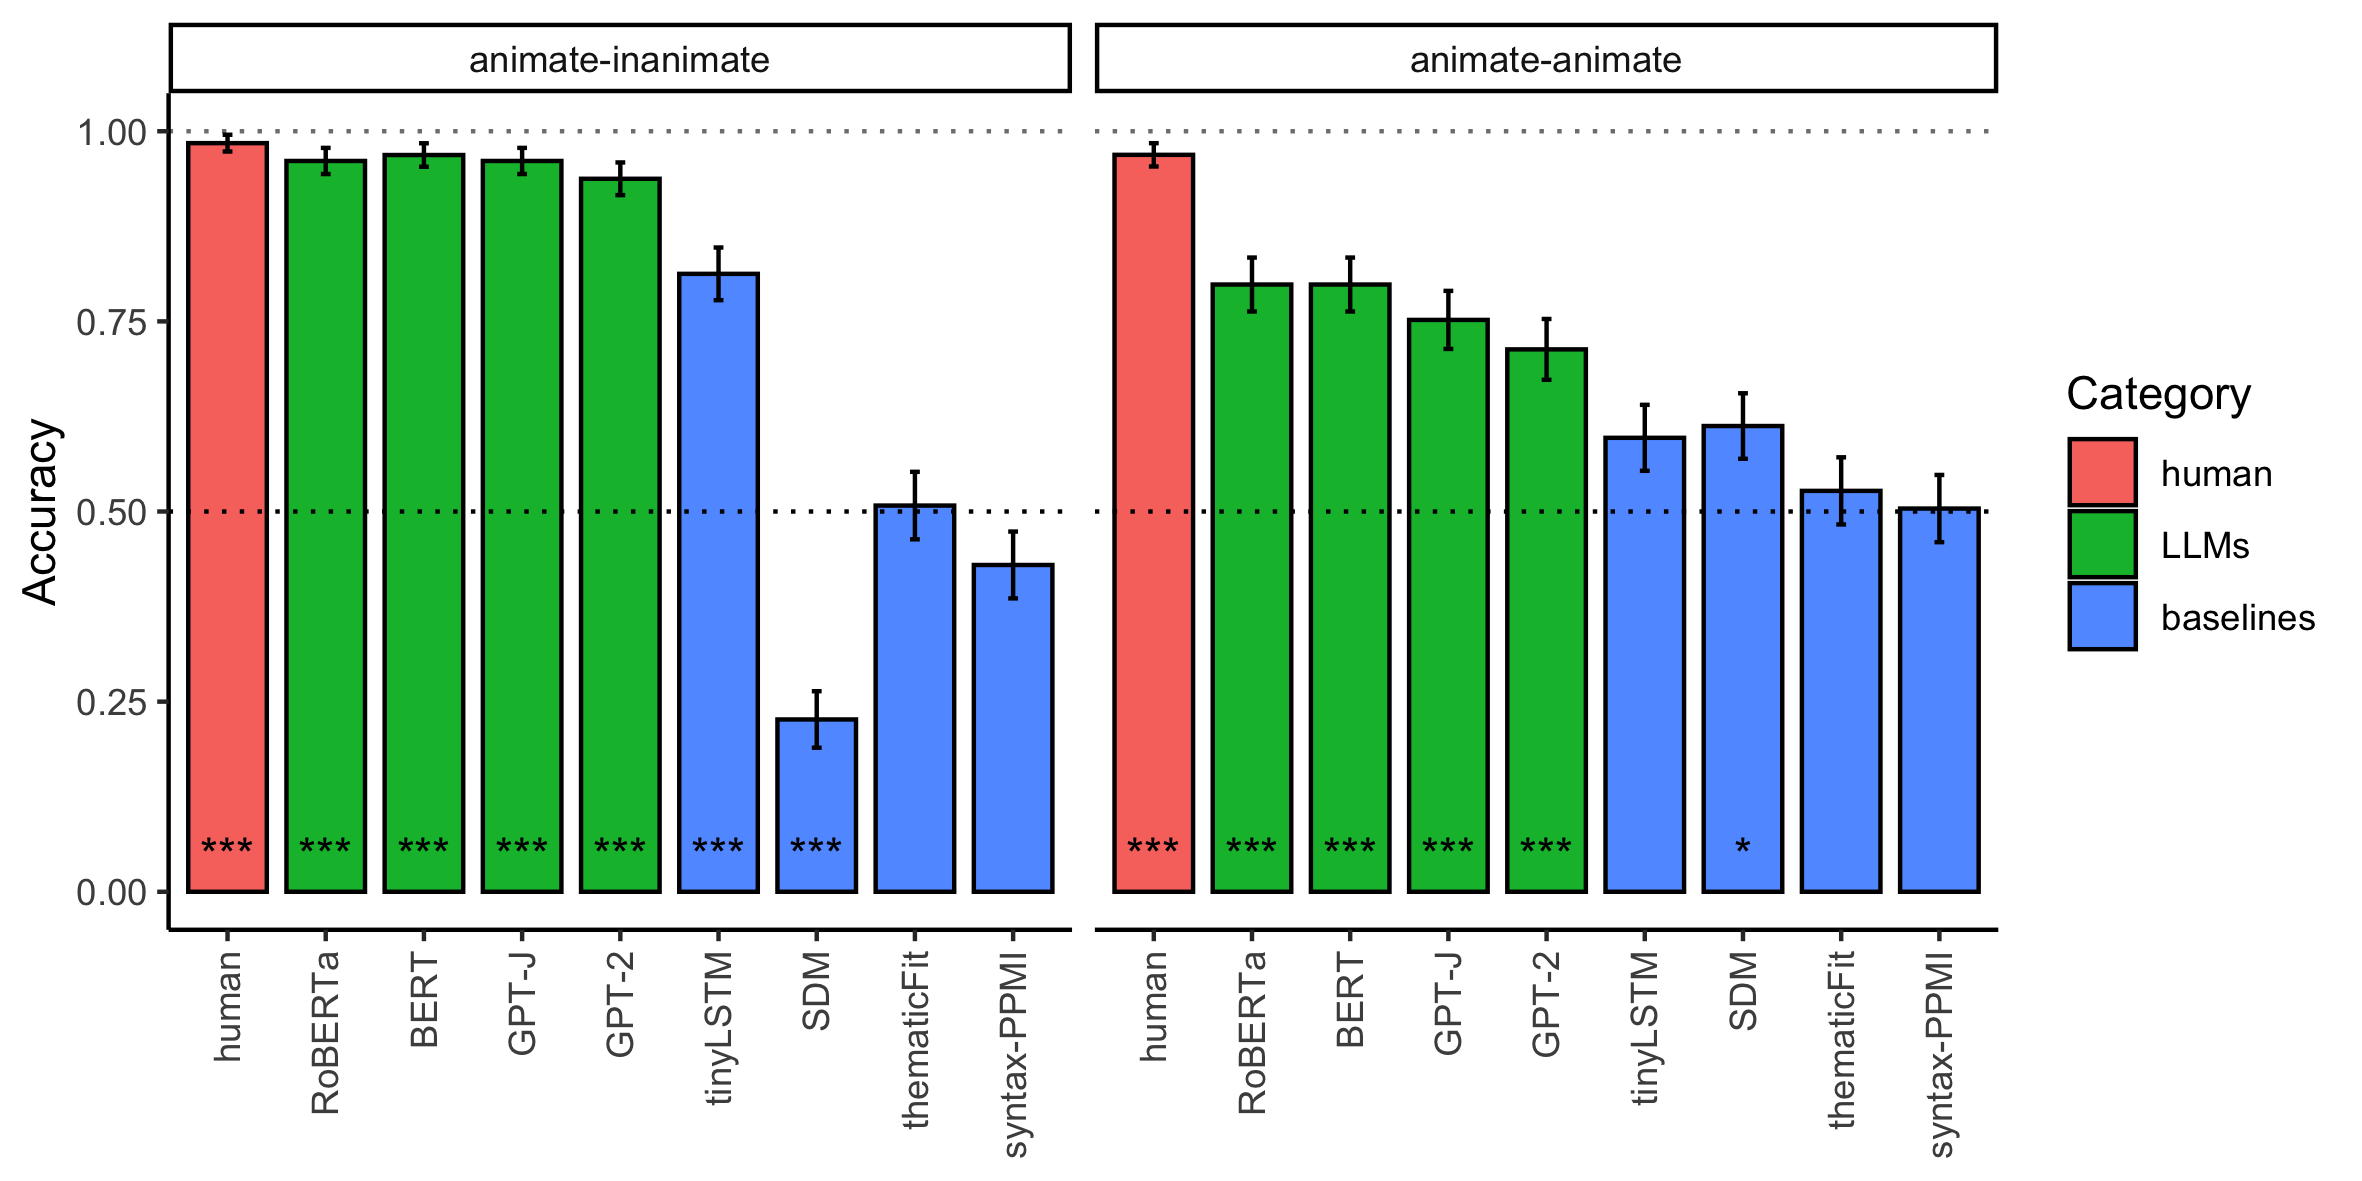 animate-inanimate
animate-animate
Accuracy
1.00
0.75
0.50
0.25
0.00
*** *** *** *** *** *** ***
*** *** *** *** *** *
human RoBERTa BERT GPT-J GPT-2 tinyLSTM SDM thematicFit syntax-PPMI
human RoBERTa BERT GPT-J GPT-2 tinyLSTM SDM thematicFit syntax-PPMI
Category
human
LLMs
baselines